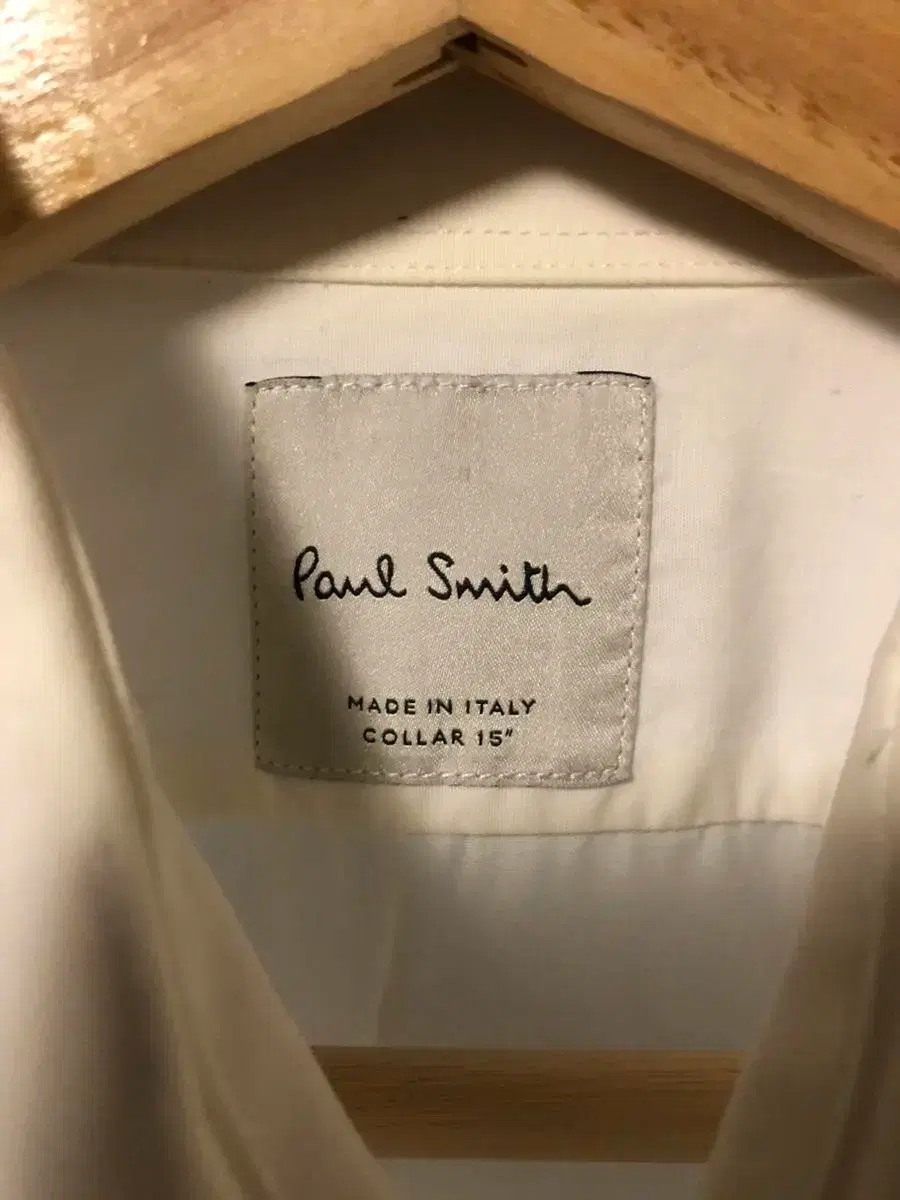 Paul Smith
MADE IN ITALY
COLLAR 15"